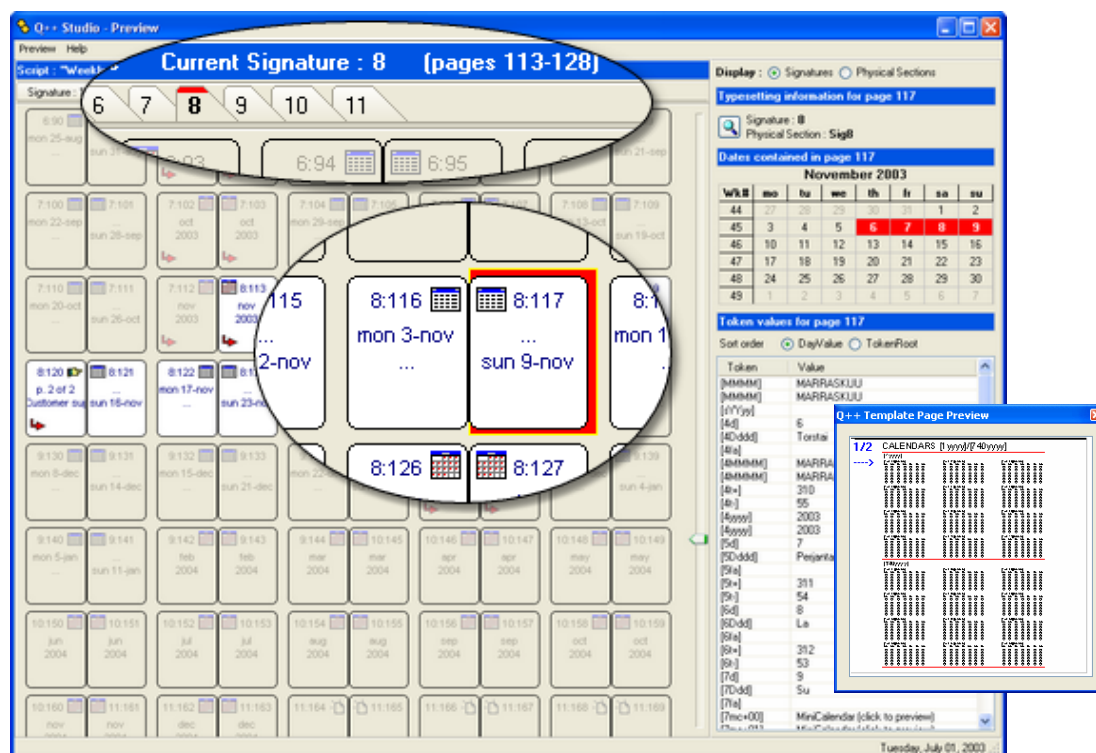 Q++ Studio - Preview
Preview Help
Script : "Weekl
Signature :
Current Signature : 8 (pages 113-128)
6 7 8 9 10 11
6:90
mon 25-aug
...
6:93
6:94
6:95
sun 21-sep
7:100 7:101 7:102 7:103 7:104 7:105 7:108 7:109
mon 22-sep
...
sun 28-sep
oct
2003
oct
2003
mon 29-sep
sun 19-oct
7:110 7:111 7:112 8:113
mon 20-oct
...
sun 26-oct
nov
2003
nov
2003
8:116
mon 3-nov
...
8:117
...
sun 9-nov
2-nov
mon 1
8:120 8:121 8:122
p. 2 of 2
...
sun 16-nov
mon 17-nov
...
8:126 8:127
9:130 9:131 9:132 9:133 9:139
mon 8-dec
...
sun 14-dec
mon 15-dec
...
sun 21-dec
sun 4-jan
9:140 9:141 9:142 9:143 9:144 10:145 10:146 10:147 10:148 10:149
mon 5-jan
...
sun 11-jan
feb
2004
feb
2004
mar
2004
mar
2004
apr
2004
apr
2004
may
2004
may
2004
10:150 10:151 10:152 10:153 10:154 10:155 10:156 10:157 10:158 10:159
jun
2004
jun
2004
jul
2004
jul
2004
aug
2004
aug
2004
sep
2004
sep
2004
oct
2004
oct
2004
10:160 11:161 11:162 11:163 11:164 11:165 11:166 11:167 11:168 11:169
nov
nov
dec
dec
Display : Signatures Physical Sections
Typesetting information for page 117
Signature : 8
Physical Section : Sig8
Dates contained in page 117
November 2003
Wk# mo tu we th fr sa su
44 27 28 29 30 31 1 2
45 3 4 5 6 7 8 9
46 10 11 12 13 14 15 16
47 17 18 19 20 21 22 23
48 24 25 26 27 28 29 30
49 1 2 3 4 5 6 7
Token values for page 117
Sort order DayValue TokenRoot
Token Value
[MMMM] MARRASKUU
[MMMM] MARRASKUU
[4d] 6
[4Dddd] Torstai
[4fa]
[4MMMM]
[4MMMM]
[4t+] 310
[4t-] 55
[4yyyy] 2003
[4yyyy] 2003
[5d] 7
[5Dddd]
[5fa]
[5t+] 311
[5t-] 54
[6d] 8
[6Ddd] La
[6fa]
[6t+] 312
[6t-] 53
[7d] 9
[7Ddd] Su
[7fa]
[7mc+00] MiniCalendar (click to preview)
Q++ Template Page Preview
1/2 CALENDARS [1yyyy]/[740yyyy]
---->
Tuesday, July 01, 2003